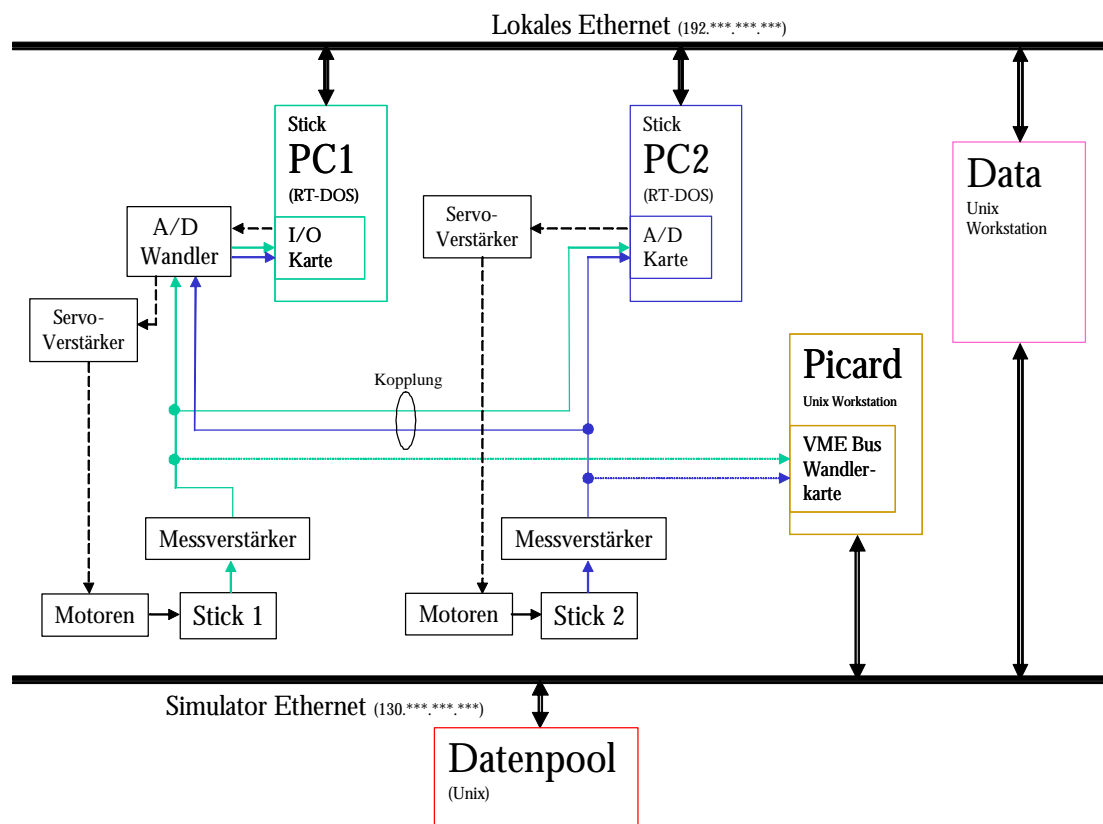 Lokales Ethernet (192.***.***.***)
Stick
PC1
(RT-DOS)
I/O
Karte
Stick
PC2
(RT-DOS)
A/D
Karte
Data
Unix
Workstation
A/D
Wandler
Servo-
Verstärker
Servo-
Verstärker
Kopplung
Picard
Unix Workstation
VME Bus
Wandler-
karte
Messverstärker
Messverstärker
Motoren
Stick 1
Motoren
Stick 2
Simulator Ethernet (130.***.***.***)
Datenpool
(Unix)